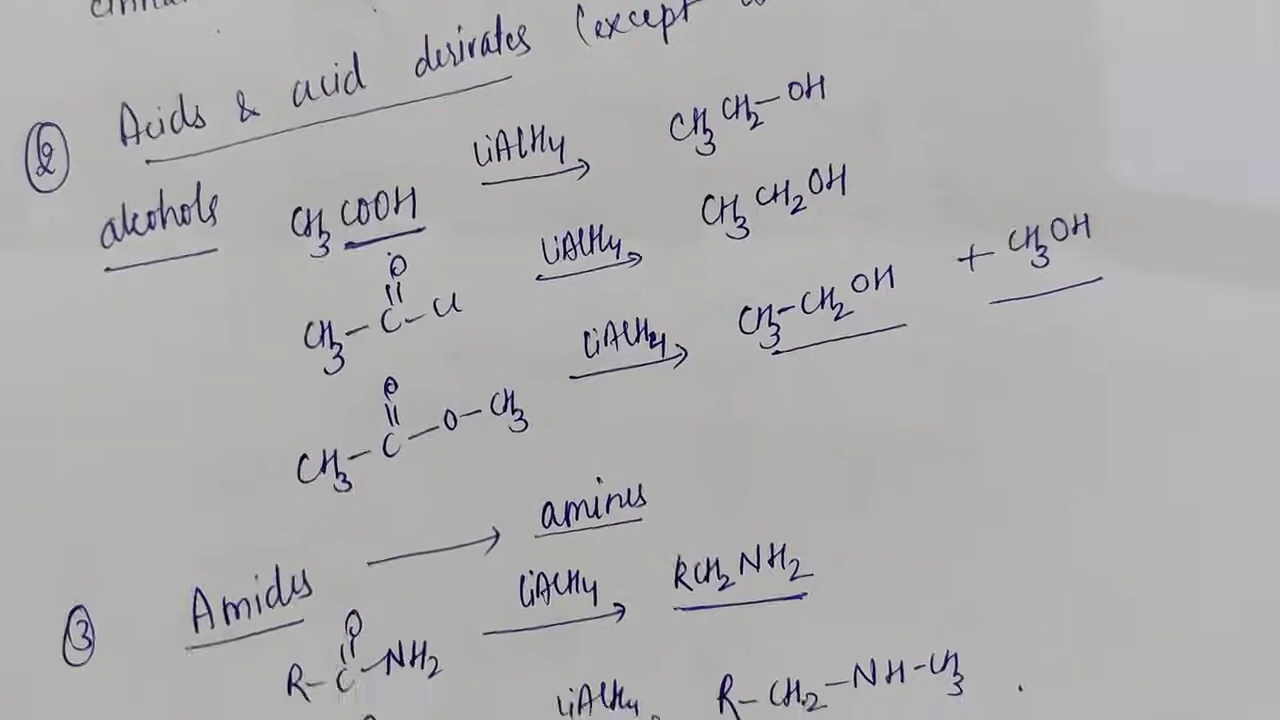 ② Acids & acid derivates (except
alcohols CH3COOH LiAlH4 → CH3CH2–OH
CH3–C(=O)–Cl LiAlH4 → CH3CH2OH
CH3–C(=O)–O–CH3 LiAlH4 → CH3–CH2OH + CH3OH
③ Amides → amines
R–C(=O)–NH2 LiAlH4 → RCH2NH2
LiAlH4 R–CH2–NH–CH3